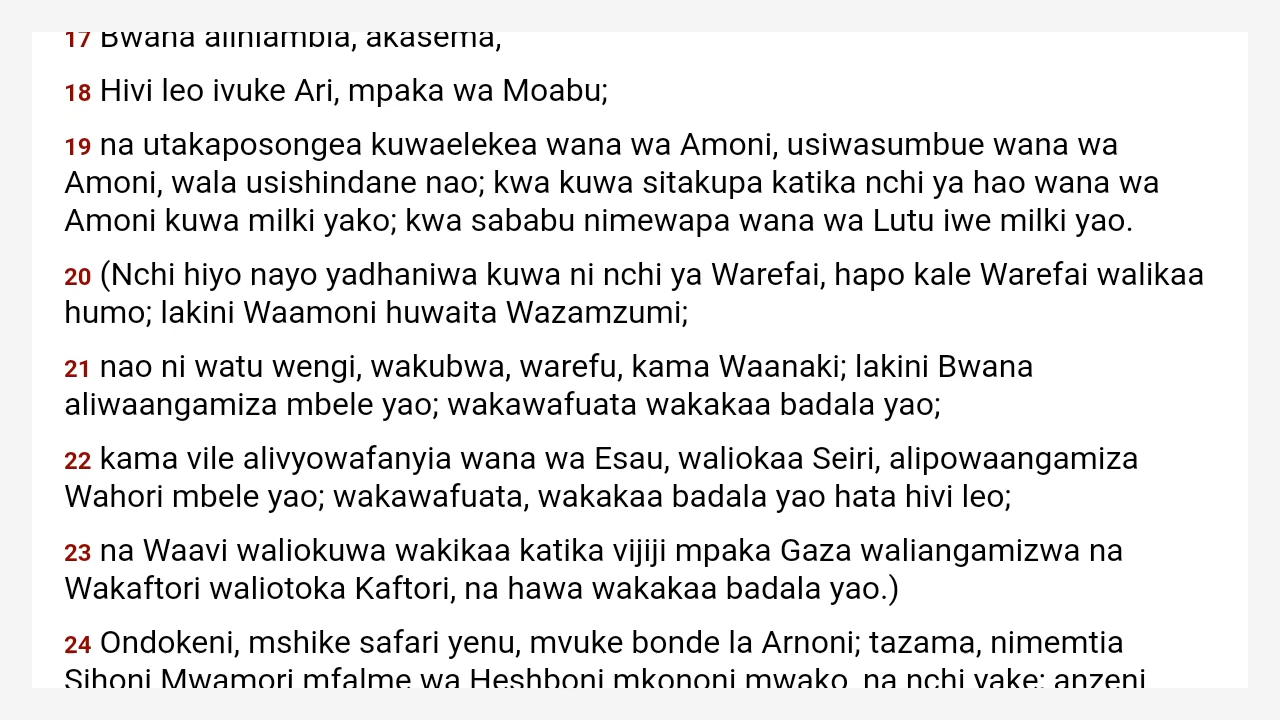 17 Bwana aliniambia, akasema,
18 Hivi leo ivuke Ari, mpaka wa Moabu;
19 na utakaposongea kuwaelekea wana wa Amoni, usiwasumbue wana wa
Amoni, wala usishindane nao; kwa kuwa sitakupa katika nchi ya hao wana wa
Amoni kuwa milki yako; kwa sababu nimewapa wana wa Lutu iwe milki yao.
20 (Nchi hiyo nayo yadhaniwa kuwa ni nchi ya Warefai, hapo kale Warefai walikaa
humo; lakini Waamoni huwaita Wazamzumi;
21 nao ni watu wengi, wakubwa, warefu, kama Waanaki; lakini Bwana
aliwaangamiza mbele yao; wakawafuata wakakaa badala yao;
22 kama vile alivyowafanyia wana wa Esau, waliokaa Seiri, alipowaangamiza
Wahori mbele yao; wakawafuata, wakakaa badala yao hata hivi leo;
23 na Waavi waliokuwa wakikaa katika vijiji mpaka Gaza waliangamizwa na
Wakaftori waliotoka Kaftori, na hawa wakakaa badala yao.)
24 Ondokeni, mshike safari yenu, mvuke bonde la Arnoni; tazama, nimemtia
Sihoni Mwamori mfalme wa Heshboni mkononi mwako, na nchi yake; anzeni